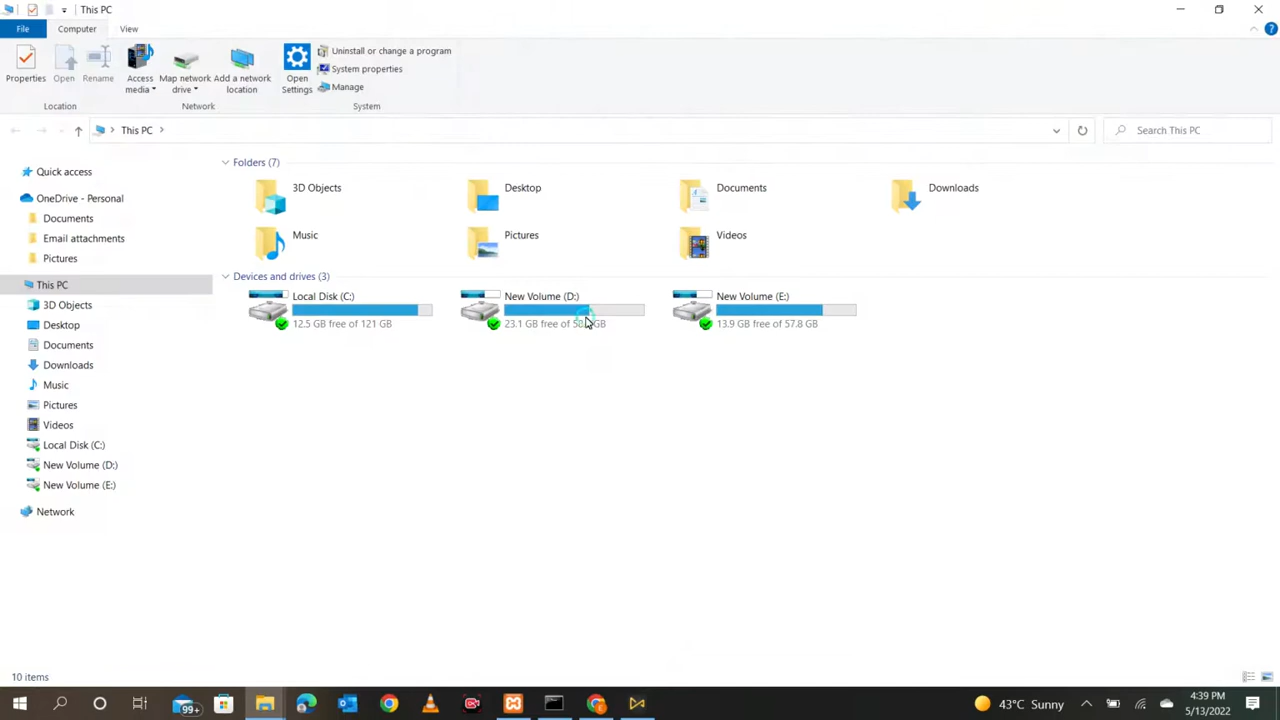 This PC
File
Computer
View
Properties
Open
Rename
Access media
Map network drive
Add a network location
Open Settings
Uninstall or change a program
System properties
Manage
Location
Network
System
This PC
Search This PC
Quick access
OneDrive - Personal
Documents
Email attachments
Pictures
This PC
3D Objects
Desktop
Documents
Downloads
Music
Pictures
Videos
Local Disk (C:)
New Volume (D:)
New Volume (E:)
Network
Folders (7)
3D Objects
Desktop
Documents
Downloads
Music
Pictures
Videos
Devices and drives (3)
Local Disk (C:)
12.5 GB free of 121 GB
New Volume (D:)
23.1 GB free of GB
New Volume (E:)
13.9 GB free of 57.8 GB
10 items
99+
43°C Sunny
4:39 PM
5/13/2022